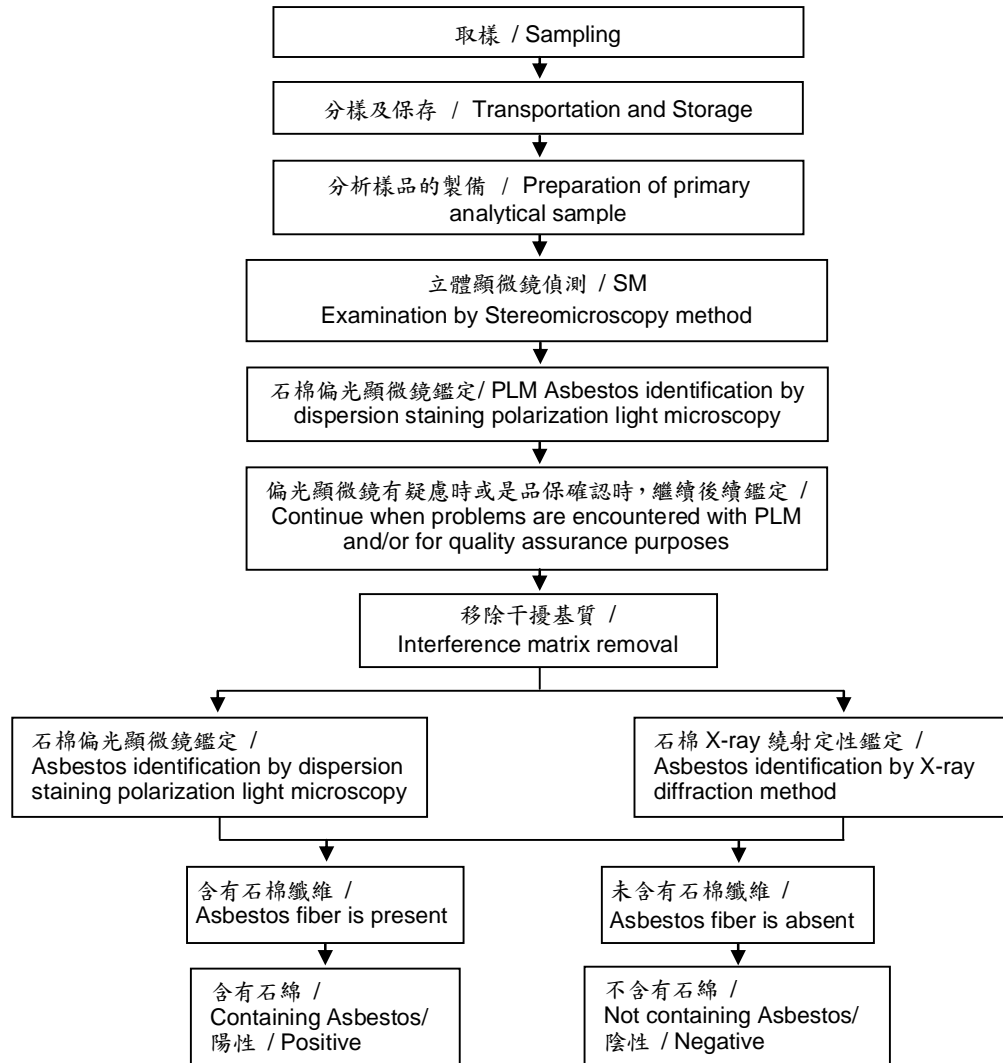 取樣 / Sampling
分樣及保存 / Transportation and Storage
分析樣品的製備 / Preparation of primary
analytical sample
立體顯微鏡偵測 / SM
Examination by Stereomicroscopy method
石棉偏光顯微鏡鑑定/ PLM Asbestos identification by
dispersion staining polarization light microscopy
偏光顯微鏡有疑慮時或是品保確認時，繼續後續鑑定 /
Continue when problems are encountered with PLM
and/or for quality assurance purposes
移除干擾基質 /
Interference matrix removal
石棉偏光顯微鏡鑑定 /
Asbestos identification by dispersion
staining polarization light microscopy
石棉 X-ray 繞射定性鑑定 /
Asbestos identification by X-ray
diffraction method
含有石棉纖維 /
Asbestos fiber is present
未含有石棉纖維 /
Asbestos fiber is absent
含有石綿 /
Containing Asbestos/
陽性 / Positive
不含有石綿 /
Not containing Asbestos/
陰性 / Negative